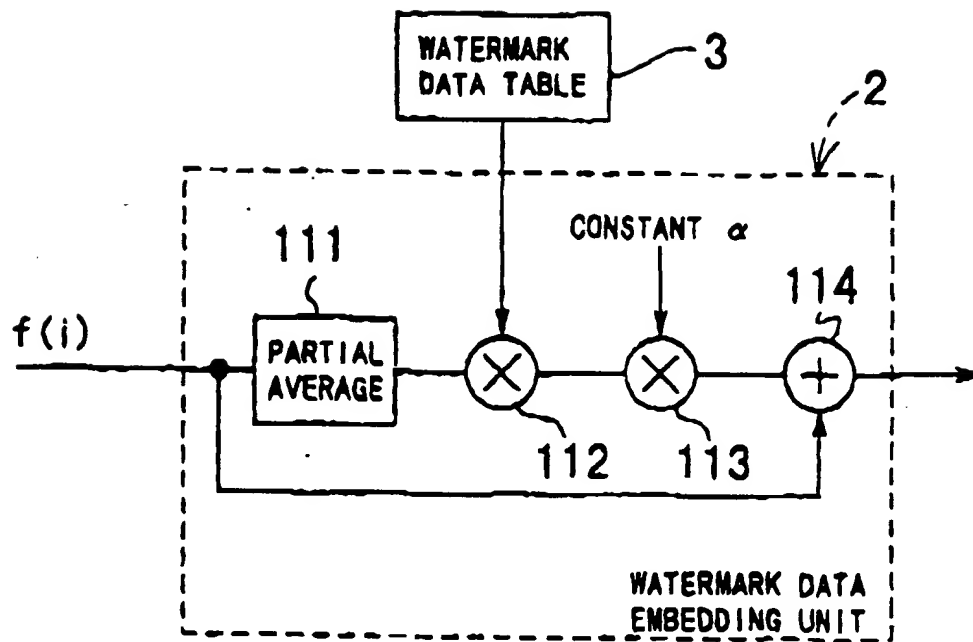 WATERMARK
DATA TABLE
3
2
CONSTANT α
111
114
f(i)
PARTIAL
AVERAGE
112
113
WATERMARK DATA
EMBEDDING UNIT